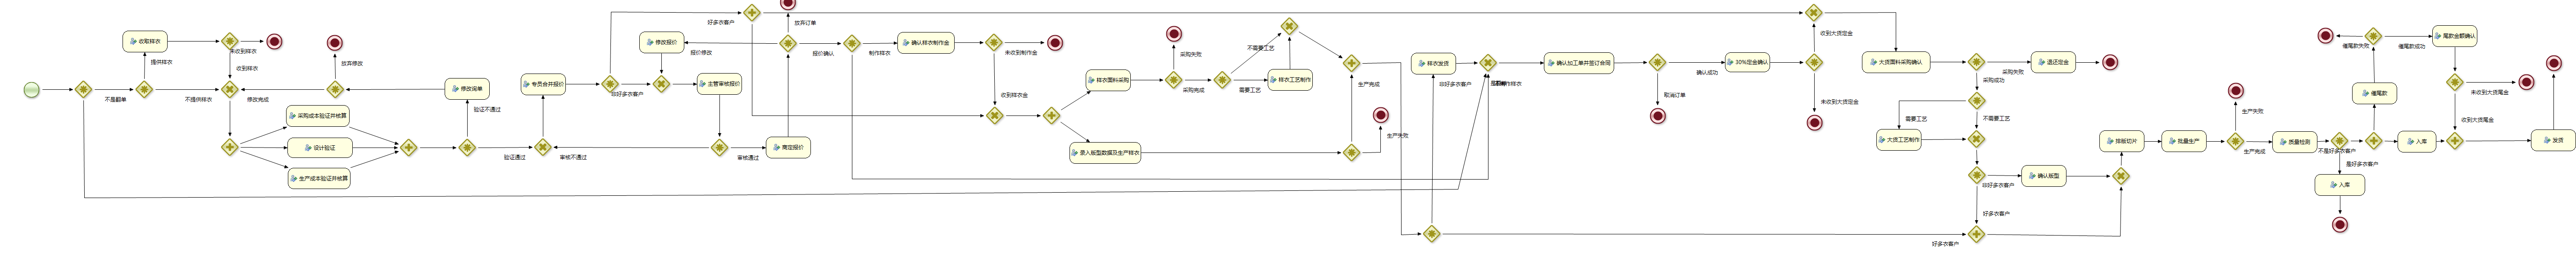 收取样衣
未收到样衣
提供样衣
收到样衣
放弃修改
不是翻单
不提供样衣
修改完成
修改询单
验证不通过
采购成本验证并核算
设计验证
生产成本验证并核算
验证通过
审核不通过
专员合并报价
非好多衣客户
修改报价
报价修改
主管审核报价
审核通过
商定报价
好多衣客户
放弃订单
报价确认
制作样衣
确认样衣制作金
未收到制作金
收到样衣金
样衣面料采购
采购失败
采购完成
不需要工艺
需要工艺
样衣工艺制作
录入版型数据及生产样衣
生产完成
生产失败
样衣发货
非好多衣客户
确认加工单并签订合同
确认成功
取消订单
30%定金确认
收到大货定金
未收到大货定金
大货面料采购确认
采购失败
采购成功
退还定金
需要工艺
不需要工艺
大货工艺制作
非好多衣客户
确认版型
好多衣客户
好多衣客户
排版切片
批量生产
生产失败
生产完成
质量检测
不是好多衣客户
入库
是好多衣客户
催尾款
催尾款失败
催尾款成功
尾款金额确认
未收到大货尾金
收到大货尾金
入库
发货